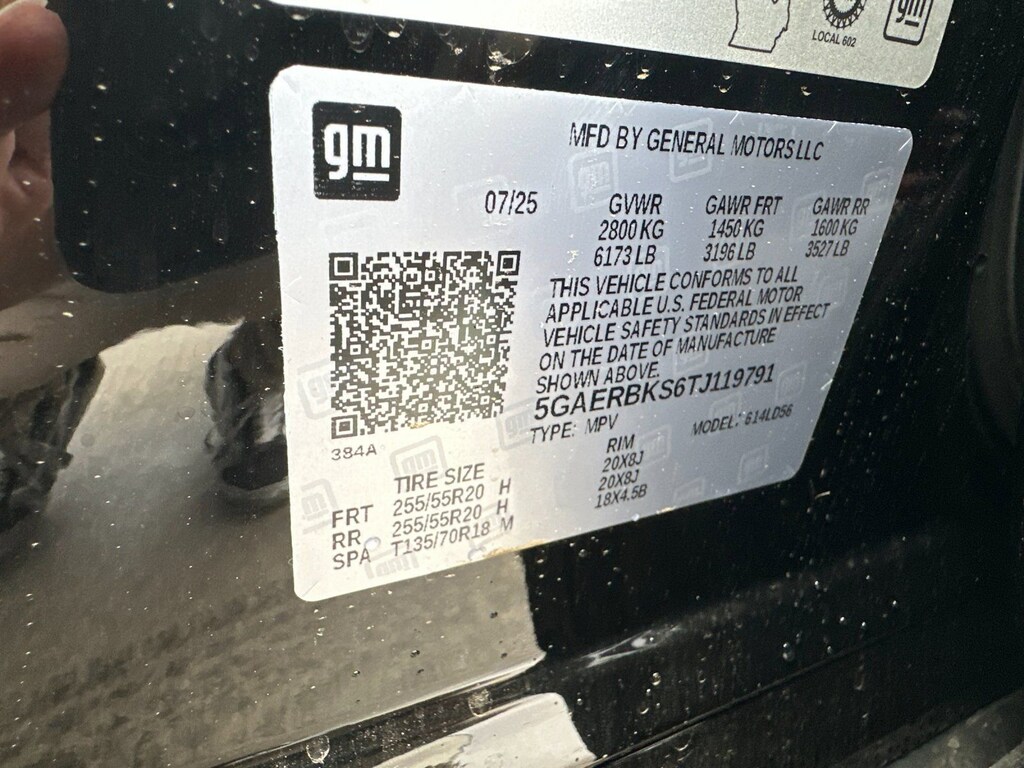 LOCAL 602
gm
gm
MFD BY GENERAL MOTORS LLC
07/25
GVWR GAWR FRT GAWR RR
2800 KG 1450 KG 1600 KG
6173 LB 3196 LB 3527 LB
THIS VEHICLE CONFORMS TO ALL
APPLICABLE U.S. FEDERAL MOTOR
VEHICLE SAFETY STANDARDS IN EFFECT
ON THE DATE OF MANUFACTURE
SHOWN ABOVE.
5GAERBKS6TJ119791
TYPE: MPV MODEL: 614LD56
384A
TIRE SIZE RIM
FRT 255/55R20 H 20X8J
RR 255/55R20 H 20X8J
SPA T135/70R18 M 18X4.5B